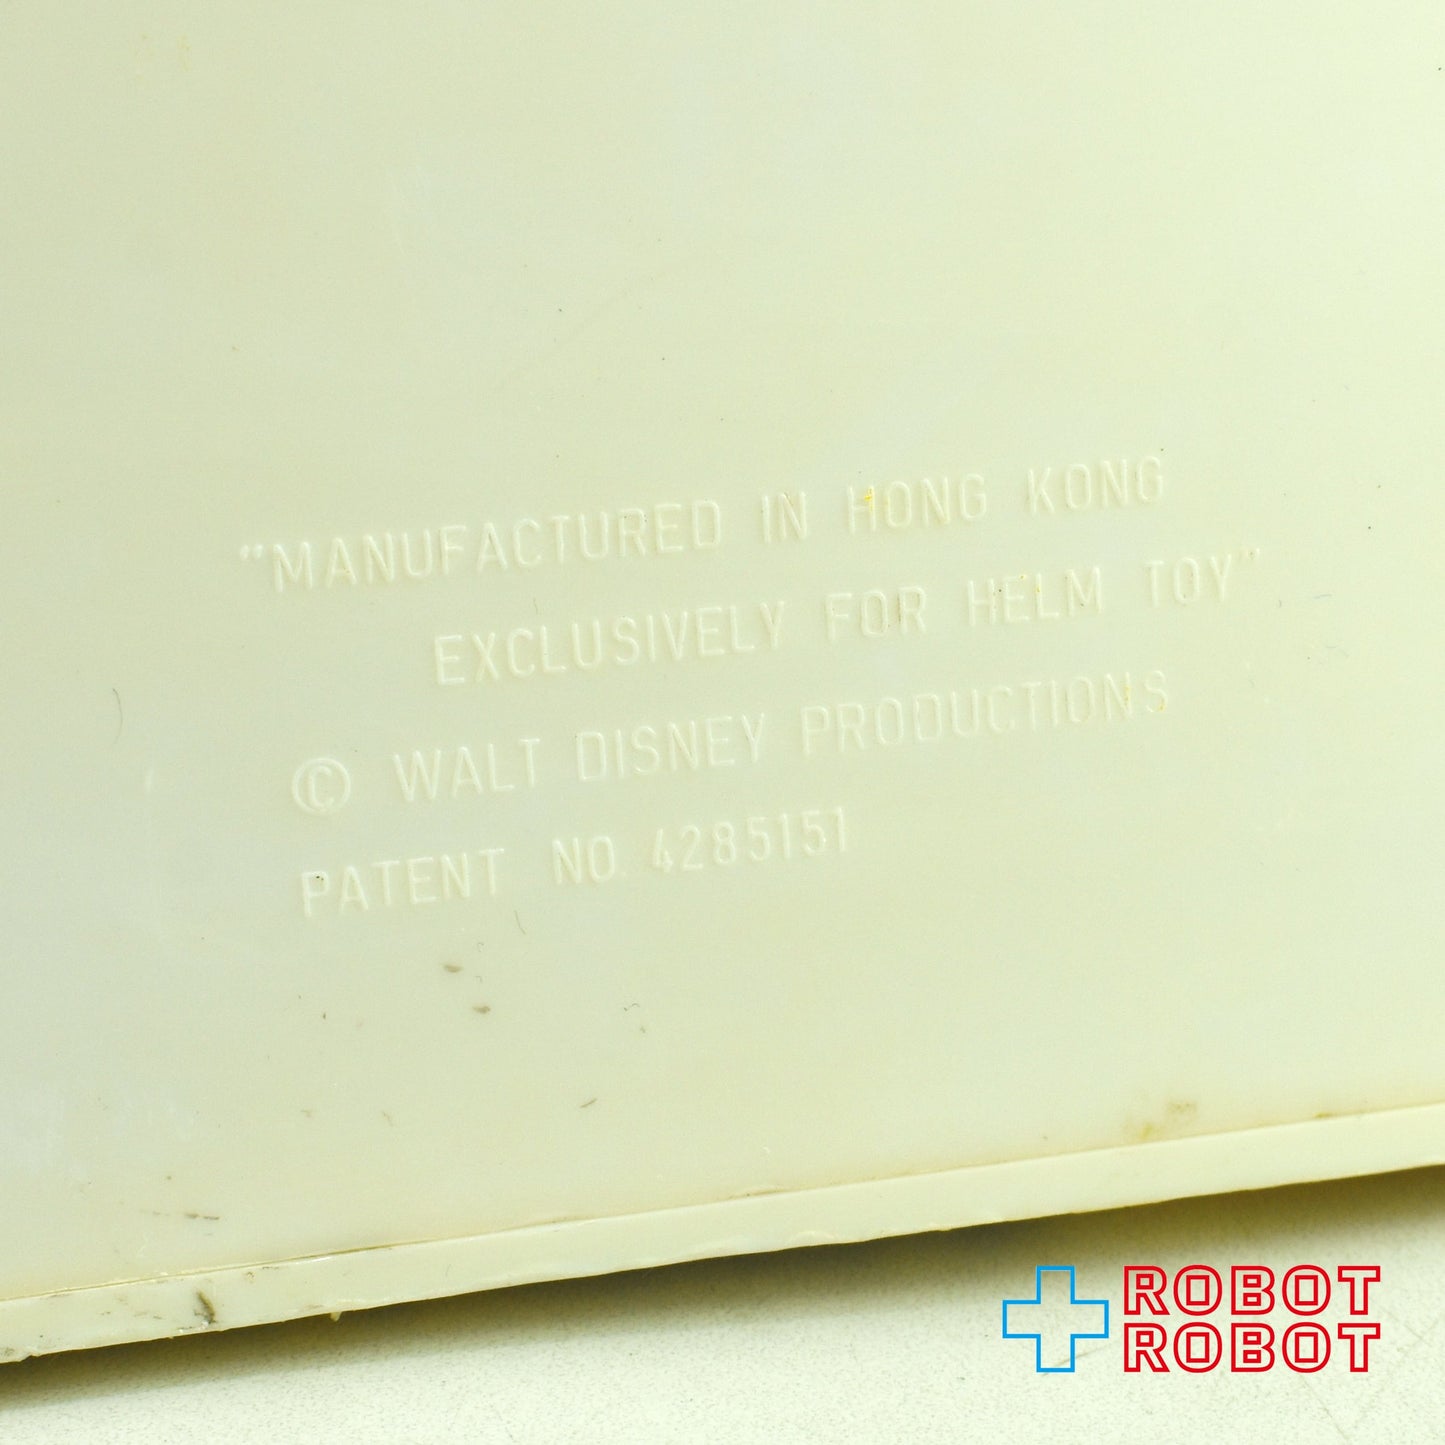 "MANUFACTURED IN HONG KONG
EXCLUSIVELY FOR HELM TOY"
© WALT DISNEY PRODUCTIONS
PATENT NO. 4285151
ROBOT
ROBOT